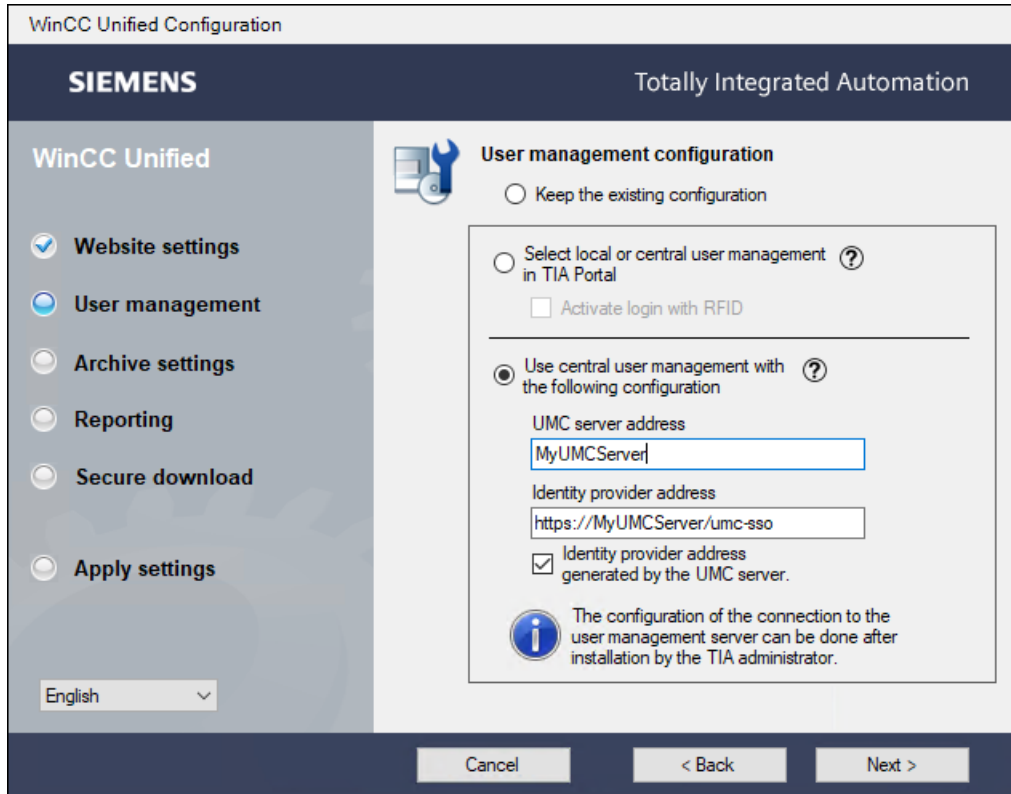 WinCC Unified Configuration
SIEMENS
Totally Integrated Automation
WinCC Unified
Website settings
User management
Archive settings
Reporting
Secure download
Apply settings
English
User management configuration
Keep the existing configuration
Select local or central user management
in TIA Portal
?
Activate login with RFID
Use central user management with
the following configuration
?
UMC server address
MyUMCServer
Identity provider address
https://MyUMCServer/umc-sso
Identity provider address
generated by the UMC server.
The configuration of the connection to the
user management server can be done after
installation by the TIA administrator.
Cancel
< Back
Next >